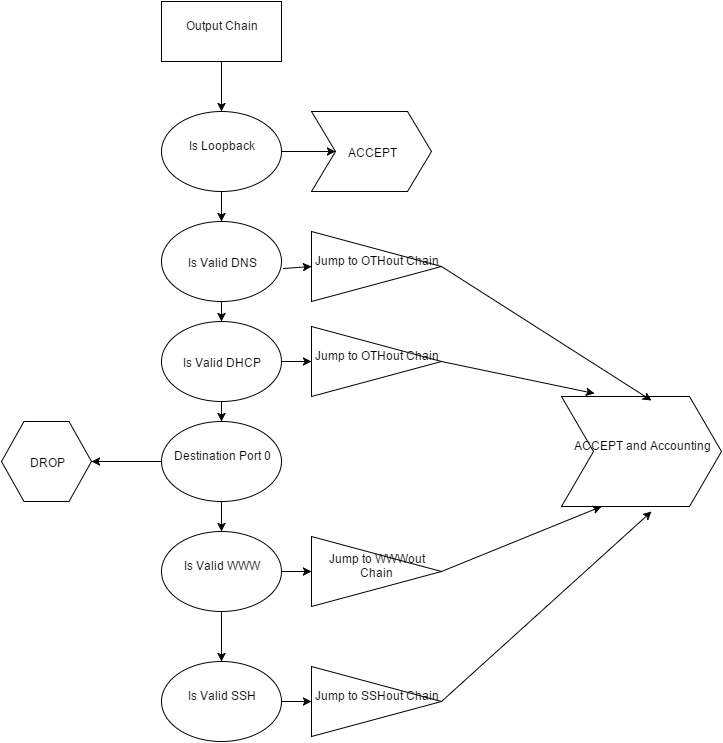 Output Chain
Is Loopback
ACCEPT
Is Valid DNS
Jump to OTHout Chain
Is Valid DHCP
Jump to OTHout Chain
DROP
Destination Port 0
ACCEPT and Accounting
Is Valid WWW
Jump to WWWout
Chain
Is Valid SSH
Jump to SSHout Chain